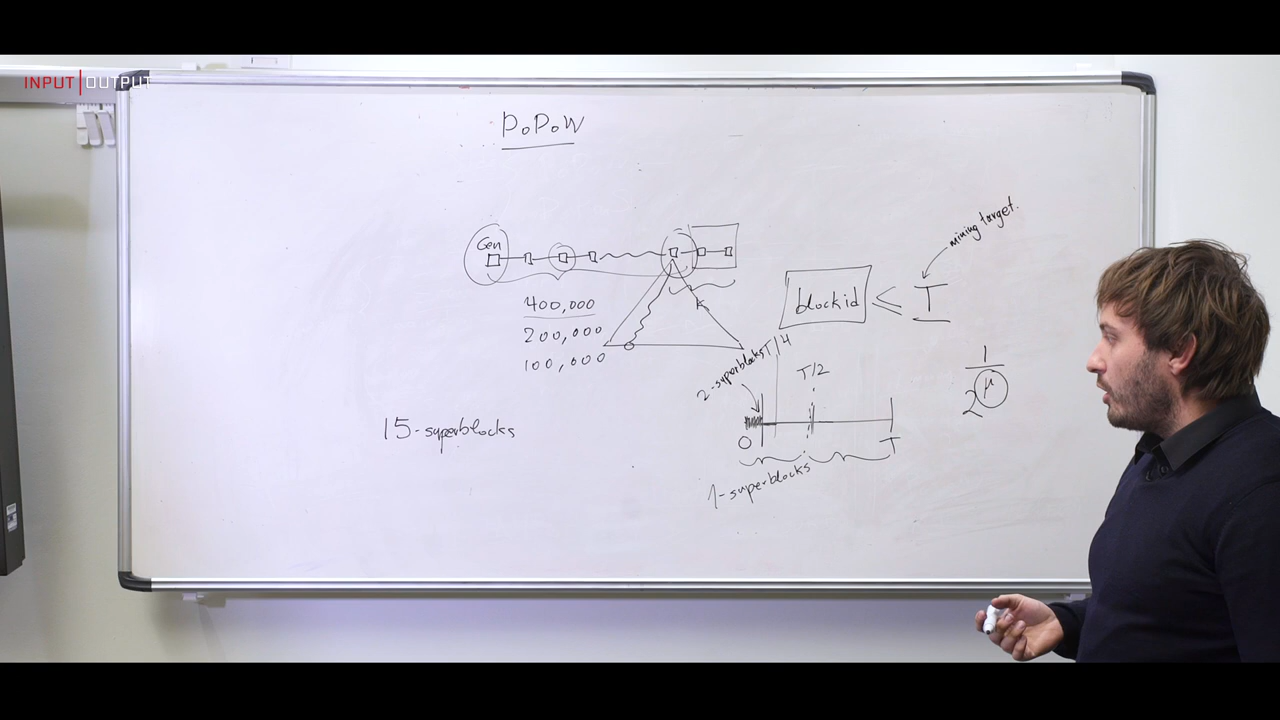 INPUT | OUTPUT
PoPoW
mining target.
Gen
blockid ≤ T
400,000
200,000
100,000
k
T/4
2-superblocks
T/2
1
2^μ
15-superblocks
0
T
1-superblocks